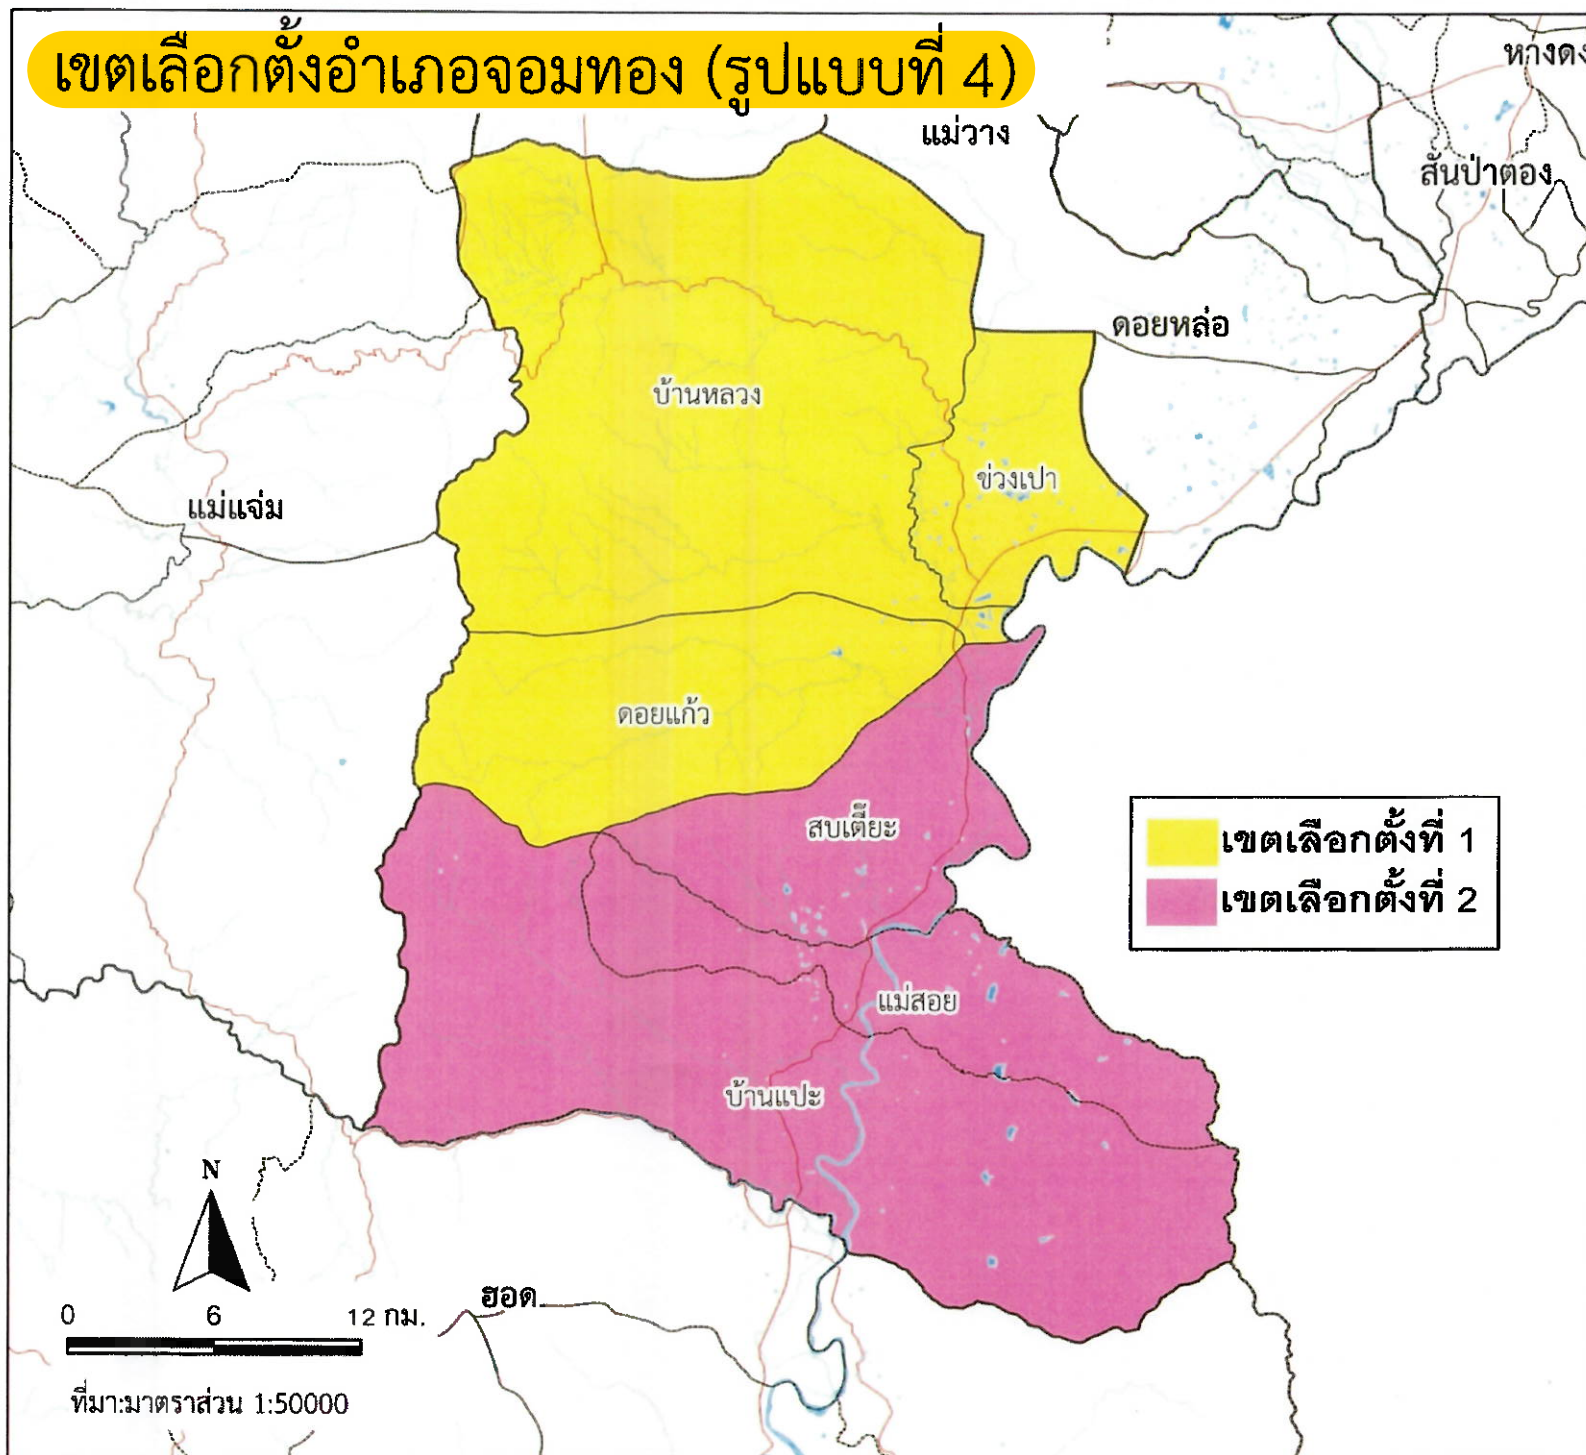 เขตเลือกตั้งอำเภอจอมทอง (รูปแบบที่ 4)
หางดง
แม่วาง
สันป่าตอง
ดอยหล่อ
บ้านหลวง
ข่วงเปา
แม่แจ่ม
ดอยแก้ว
สบเตี๊ยะ
เขตเลือกตั้งที่ 1
เขตเลือกตั้งที่ 2
แม่สอย
บ้านแปะ
N
ฮอด
0 6 12 กม.
ที่มา:มาตราส่วน 1:50000